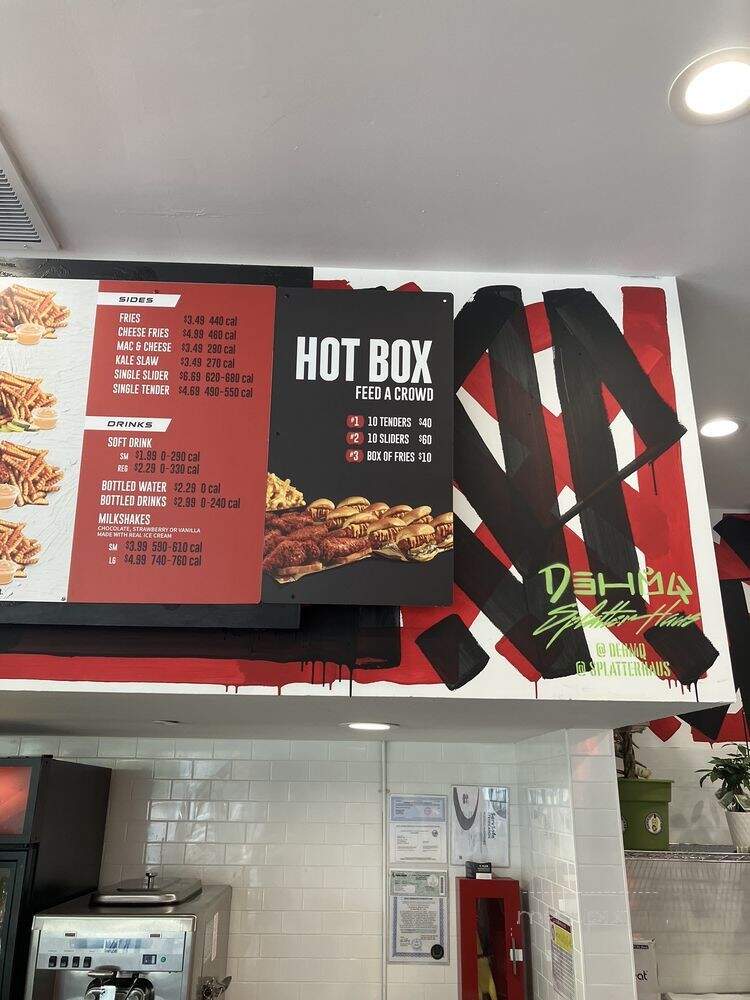 SIDES
FRIES $3.49 440 cal
CHEESE FRIES $4.99 460 cal
MAC & CHEESE $3.49 290 cal
KALE SLAW $3.49 270 cal
SINGLE SLIDER $6.69 620-680 cal
SINGLE TENDER $4.69 490-550 cal
DRINKS
SOFT DRINK
SM $1.99 0-290 cal
REG $2.29 0-330 cal
BOTTLED WATER $2.29 0 cal
BOTTLED DRINKS $2.99 0-240 cal
MILKSHAKES
CHOCOLATE, STRAWBERRY OR VANILLA
MADE WITH REAL ICE CREAM
SM $3.99 590-610 cal
LG $4.99 740-760 cal
HOT BOX
FEED A CROWD
#1 10 TENDERS $40
#2 10 SLIDERS $60
#3 BOX OF FRIES $10
Splatter Haus
@SPLATTERHAUS
ServSafe